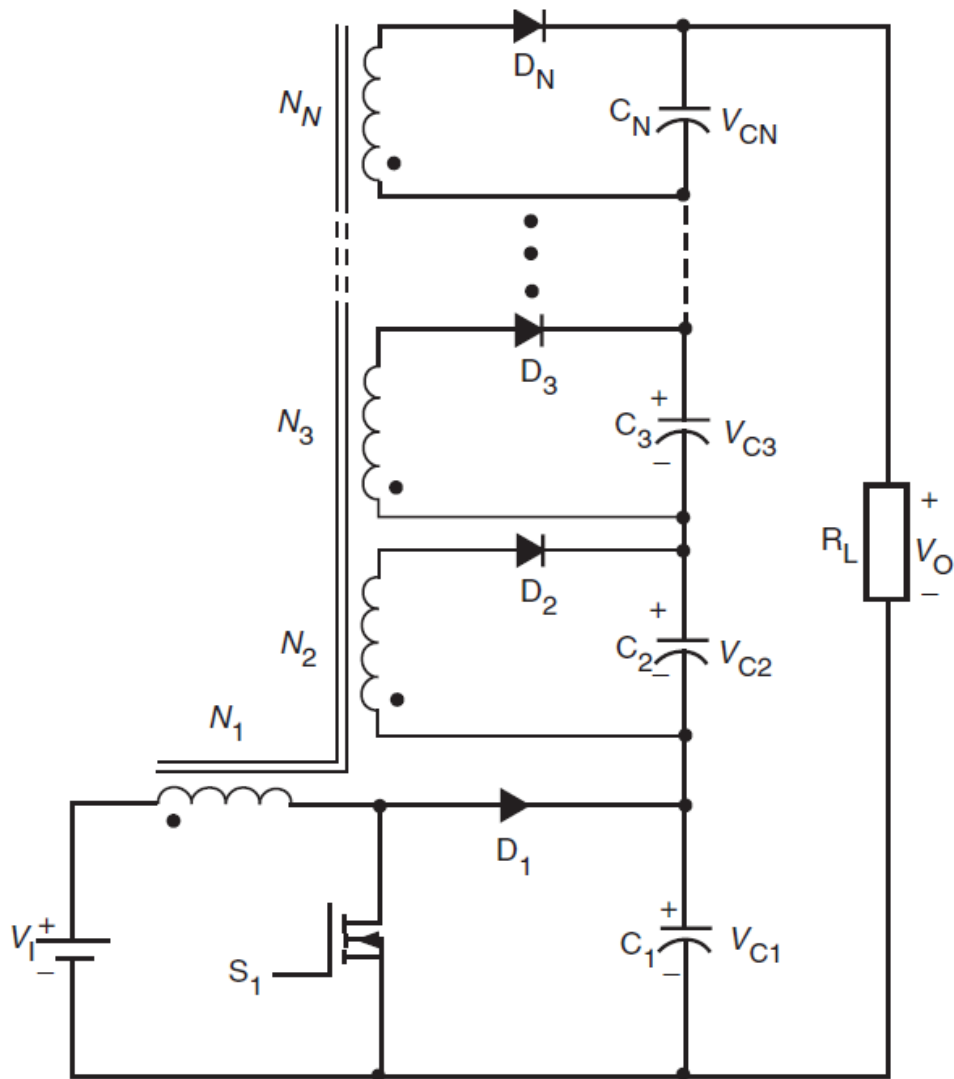 D_N
N_N
C_N V_CN
D_3
N_3
+
C_3 V_C3
−
+
R_L V_O
−
D_2
N_2
+
C_2 V_C2
−
N_1
D_1
+
V_I
−
S_1
+
C_1 V_C1
−